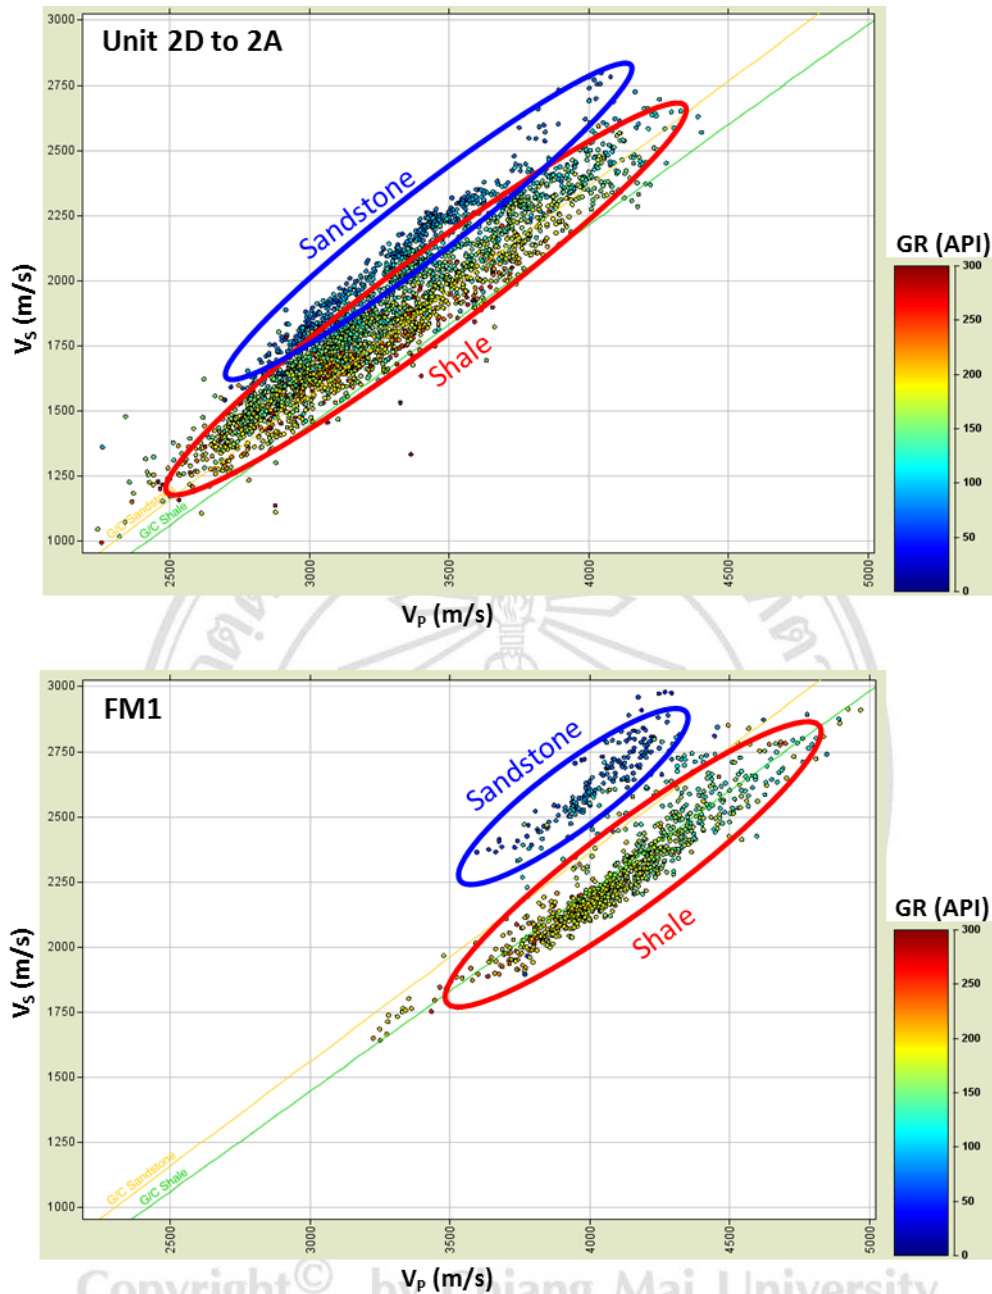 Unit 2D to 2A
3000
2750
2500
2250
2000
1750
1500
1250
1000
Vs (m/s)
Sandstone
Shale
G/C Sandstone
G/C Shale
2500
3000
3500
4000
4500
5000
VP (m/s)
GR (API)
300
250
200
150
100
50
0
FM1
3000
2750
2500
2250
2000
1750
1500
1250
1000
Vs (m/s)
Sandstone
Shale
G/C Sandstone
G/C Shale
2500
3000
3500
4000
4500
5000
VP (m/s)
GR (API)
300
250
200
150
100
50
0
Copyright© by Chiang Mai University